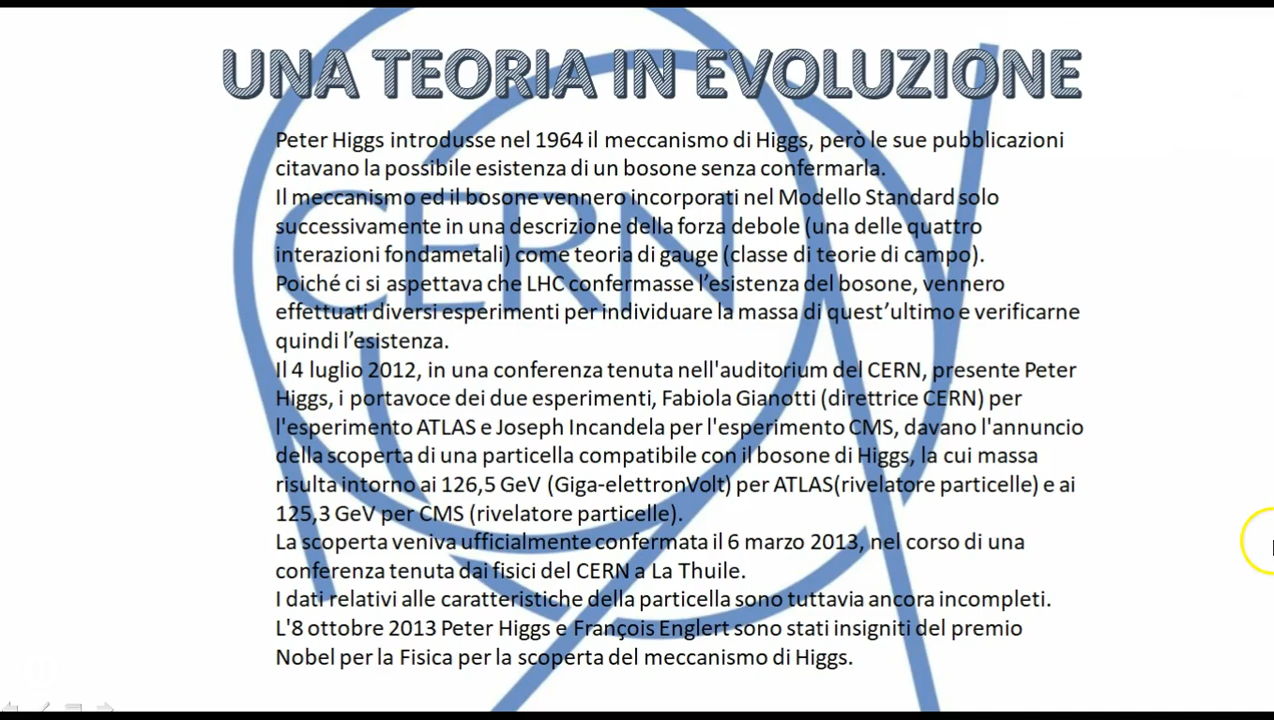 UNA TEORIA IN EVOLUZIONE
Peter Higgs introdusse nel 1964 il meccanismo di Higgs, però le sue pubblicazioni
citavano la possibile esistenza di un bosone senza confermarla.
Il meccanismo ed il bosone vennero incorporati nel Modello Standard solo
successivamente in una descrizione della forza debole (una delle quattro
interazioni fondametali) come teoria di gauge (classe di teorie di campo).
Poiché ci si aspettava che LHC confermasse l'esistenza del bosone, vennero
effettuati diversi esperimenti per individuare la massa di quest'ultimo e verificarne
quindi l'esistenza.
Il 4 luglio 2012, in una conferenza tenuta nell'auditorium del CERN, presente Peter
Higgs, i portavoce dei due esperimenti, Fabiola Gianotti (direttrice CERN) per
l'esperimento ATLAS e Joseph Incandela per l'esperimento CMS, davano l'annuncio
della scoperta di una particella compatibile con il bosone di Higgs, la cui massa
risulta intorno ai 126,5 GeV (Giga-elettronVolt) per ATLAS(rivelatore particelle) e ai
125,3 GeV per CMS (rivelatore particelle).
La scoperta veniva ufficialmente confermata il 6 marzo 2013, nel corso di una
conferenza tenuta dai fisici del CERN a La Thuile.
I dati relativi alle caratteristiche della particella sono tuttavia ancora incompleti.
L'8 ottobre 2013 Peter Higgs e François Englert sono stati insigniti del premio
Nobel per la Fisica per la scoperta del meccanismo di Higgs.
CERN